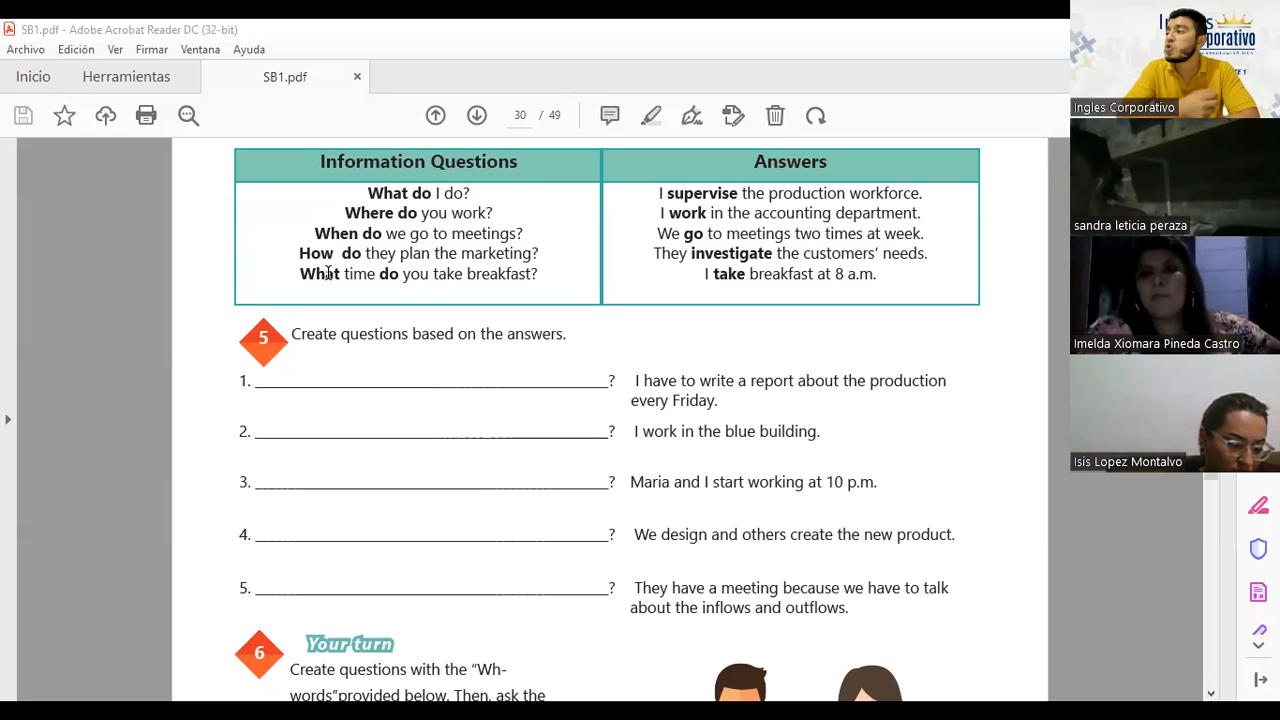 SB1.pdf - Adobe Acrobat Reader DC (32-bit)
Archivo Edición Ver Firmar Ventana Ayuda
Inicio Herramientas SB1.pdf ×
30 / 49
Information Questions Answers
What do I do? I supervise the production workforce.
Where do you work? I work in the accounting department.
When do we go to meetings? We go to meetings two times at week.
How do they plan the marketing? They investigate the customers’ needs.
What time do you take breakfast? I take breakfast at 8 a.m.
5 Create questions based on the answers.
1. ______________________________________? I have to write a report about the production
every Friday.
2. ______________________________________? I work in the blue building.
3. ______________________________________? Maria and I start working at 10 p.m.
4. ______________________________________? We design and others create the new product.
5. ______________________________________? They have a meeting because we have to talk
about the inflows and outflows.
6 Your turn
Create questions with the “Wh-
words”provided below. Then, ask the
Ingles Corporativo
sandra leticia peraza
Imelda Xiomara Pineda Castro
Isis Lopez Montalvo